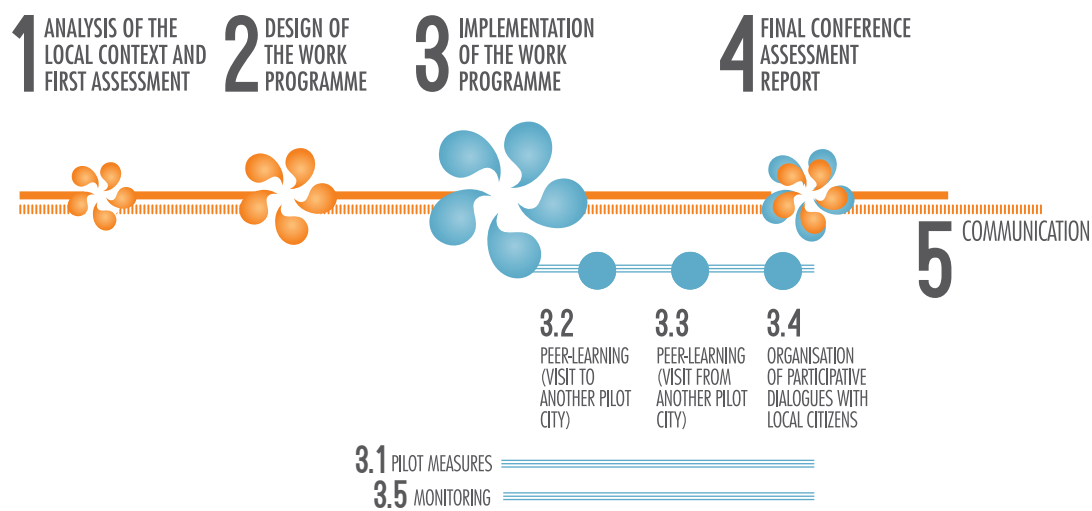 1 ANALYSIS OF THE
LOCAL CONTEXT AND
FIRST ASSESSMENT
2 DESIGN OF
THE WORK
PROGRAMME
3 IMPLEMENTATION
OF THE WORK
PROGRAMME
4 FINAL CONFERENCE
ASSESSMENT
REPORT
5 COMMUNICATION
3.2
PEER-LEARNING
(VISIT TO
ANOTHER PILOT
CITY)
3.3
PEER-LEARNING
(VISIT FROM
ANOTHER PILOT
CITY)
3.4
ORGANISATION
OF PARTICIPATIVE
DIALOGUES WITH
LOCAL CITIZENS
3.1 PILOT MEASURES
3.5 MONITORING